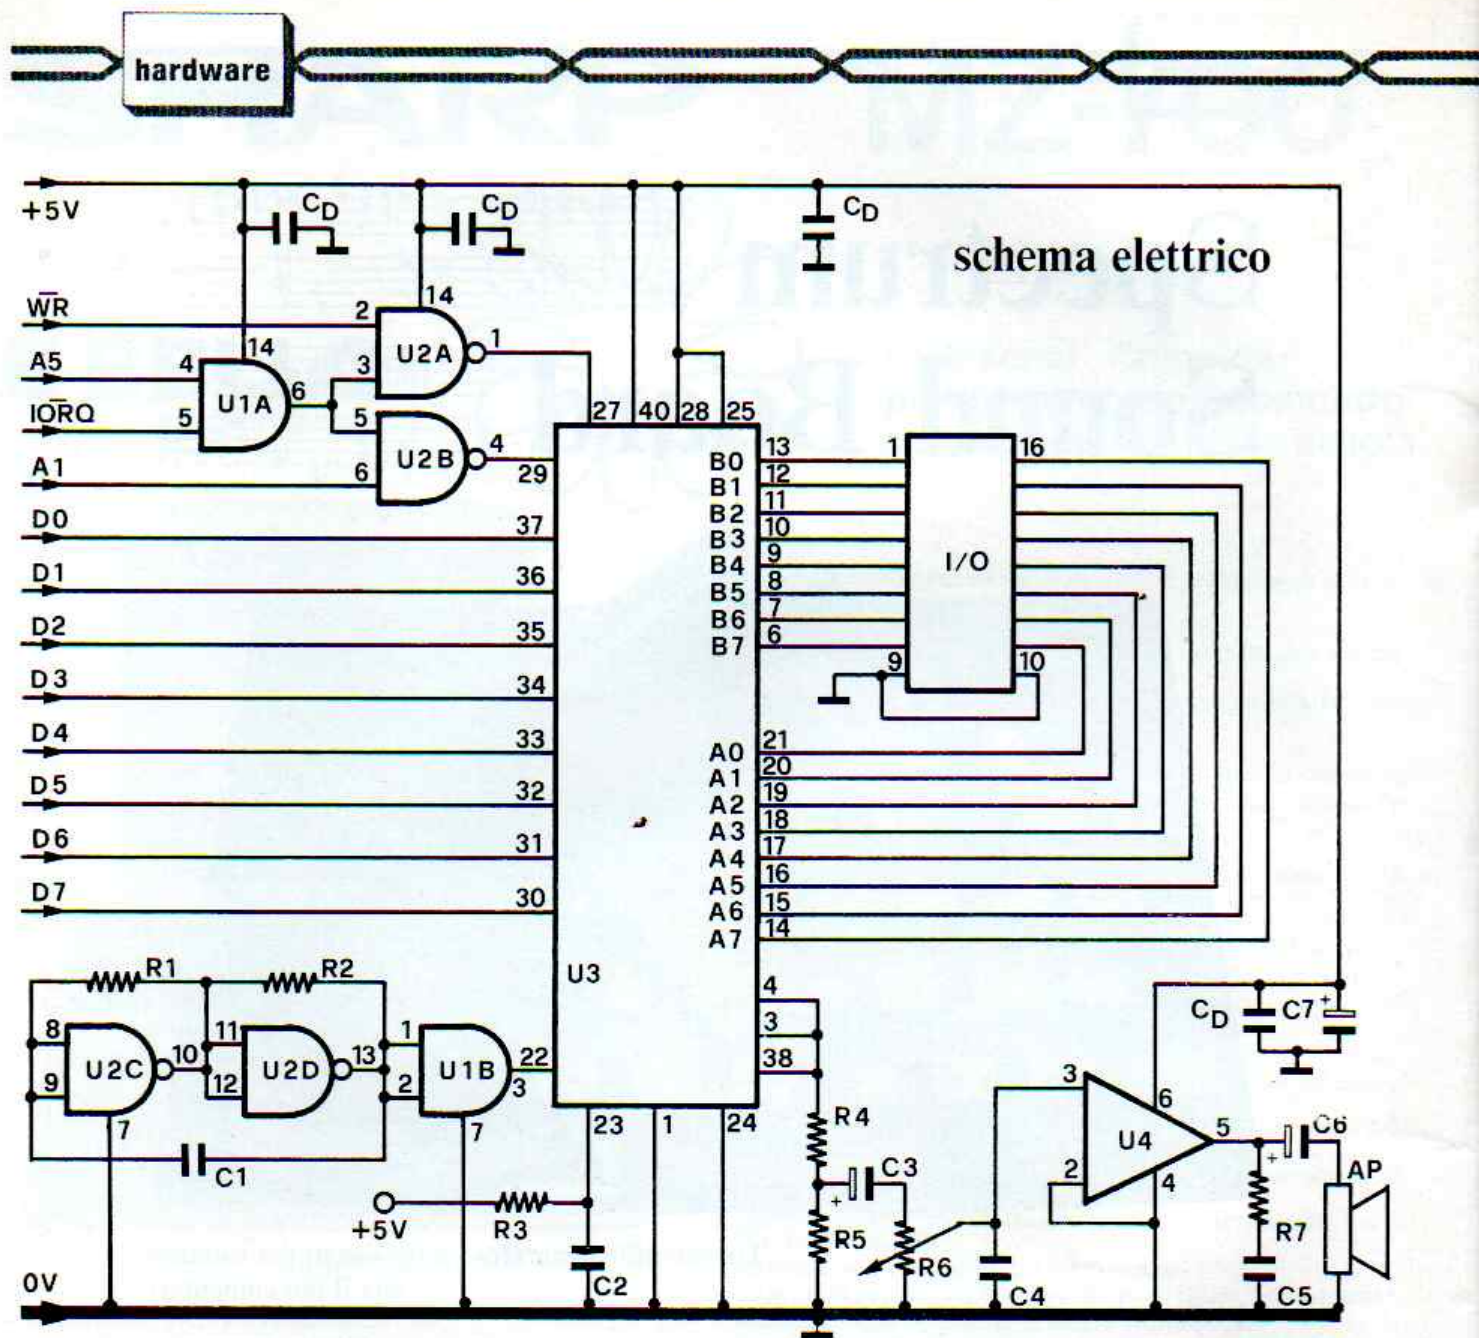 hardware
schema elettrico
+5V
CD
CD
CD
W̅R̅
A5
IO̅R̅Q
A1
D0
D1
D2
D3
D4
D5
D6
D7
14
2
3
1
U2A
14
4
5
6
U1A
5
6
4
U2B
27
40
28
25
29
37
36
35
34
33
32
31
30
U3
B0 13
B1 12
B2 11
B3 10
B4 9
B5 8
B6 7
B7 6
1
16
I/O
9
10
A0 21
A1 20
A2 19
A3 18
A4 17
A5 16
A6 15
A7 14
4
3
38
R1
R2
8
9
U2C
10
7
11
12
U2D
13
1
2
U1B
3
22
7
C1
23
1
24
+5V
R3
C2
R4
C3
+
R5
R6
C4
CD
C7
+
3
6
2
U4
5
4
C6
+
AP
R7
C5
0V